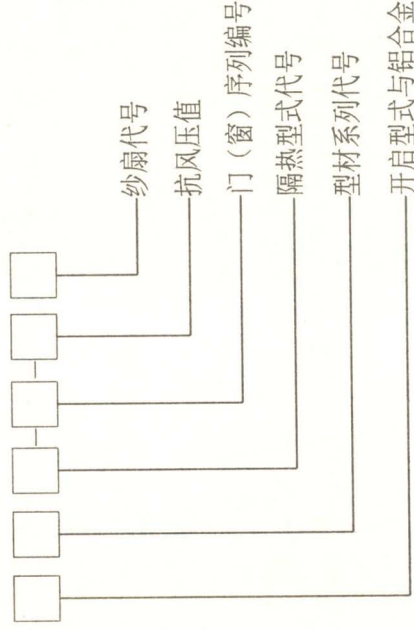 纱扇代号
抗风压值
门（窗）序列编号
隔热型式代号
型材系列代号
开启型式与铝合金